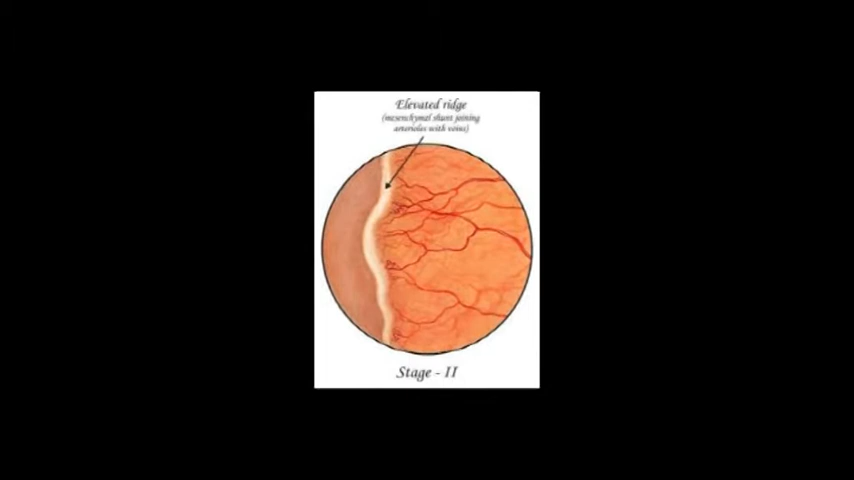 Elevated ridge
(mesenchymal shunt joining
arterioles with veins)
Stage - II